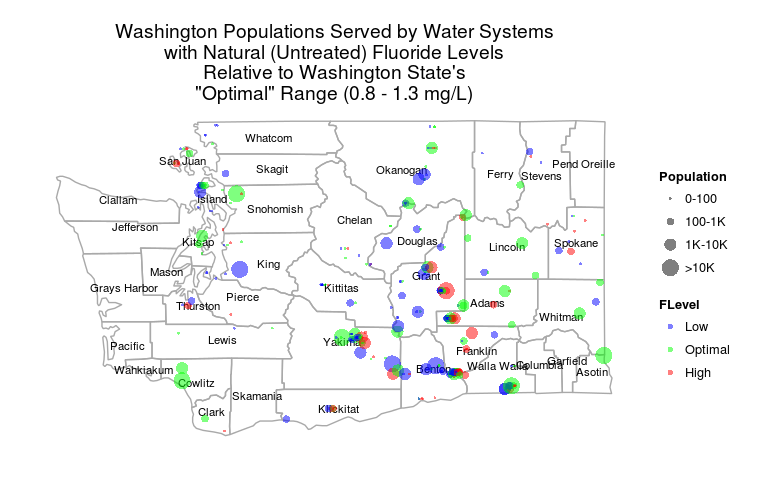 Washington Populations Served by Water Systems
with Natural (Untreated) Fluoride Levels
Relative to Washington State's
"Optimal" Range (0.8 - 1.3 mg/L)
Whatcom
San Juan
Skagit
Okanogan
Ferry
Stevens
Pend Oreille
Clallam
Island
Snohomish
Chelan
Jefferson
Kitsap
Douglas
Lincoln
Spokane
Mason
King
Grant
Grays Harbor
Kittitas
Thurston
Pierce
Adams
Whitman
Pacific
Lewis
Yakima
Franklin
Wahkiakum
Cowlitz
Benton
Walla Walla
Columbia
Garfield
Asotin
Skamania
Clark
Klickitat
Population
0-100
100-1K
1K-10K
>10K
FLevel
Low
Optimal
High